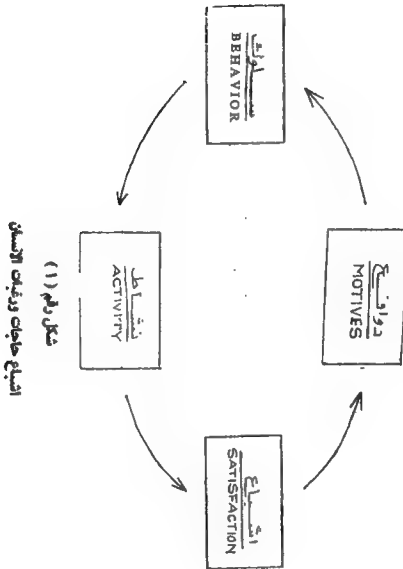 دوافع
MOTIVES
اشباع
SATISFACTION
سلوك
BEHAVIOR
نشاط
ACTIVITY
شكل رقم (١)
اشباع حاجات ورغبات الانسان